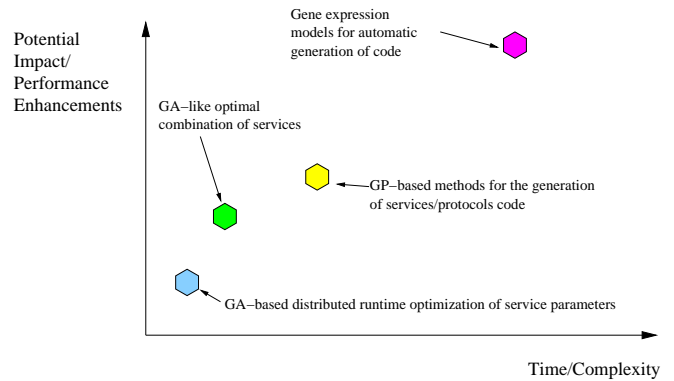 Gene expression
models for automatic
generation of code
Potential
Impact/
Performance
Enhancements
GA−like optimal
combination of services
GP−based methods for the generation
of services/protocols code
GA−based distributed runtime optimization of service parameters
Time/Complexity